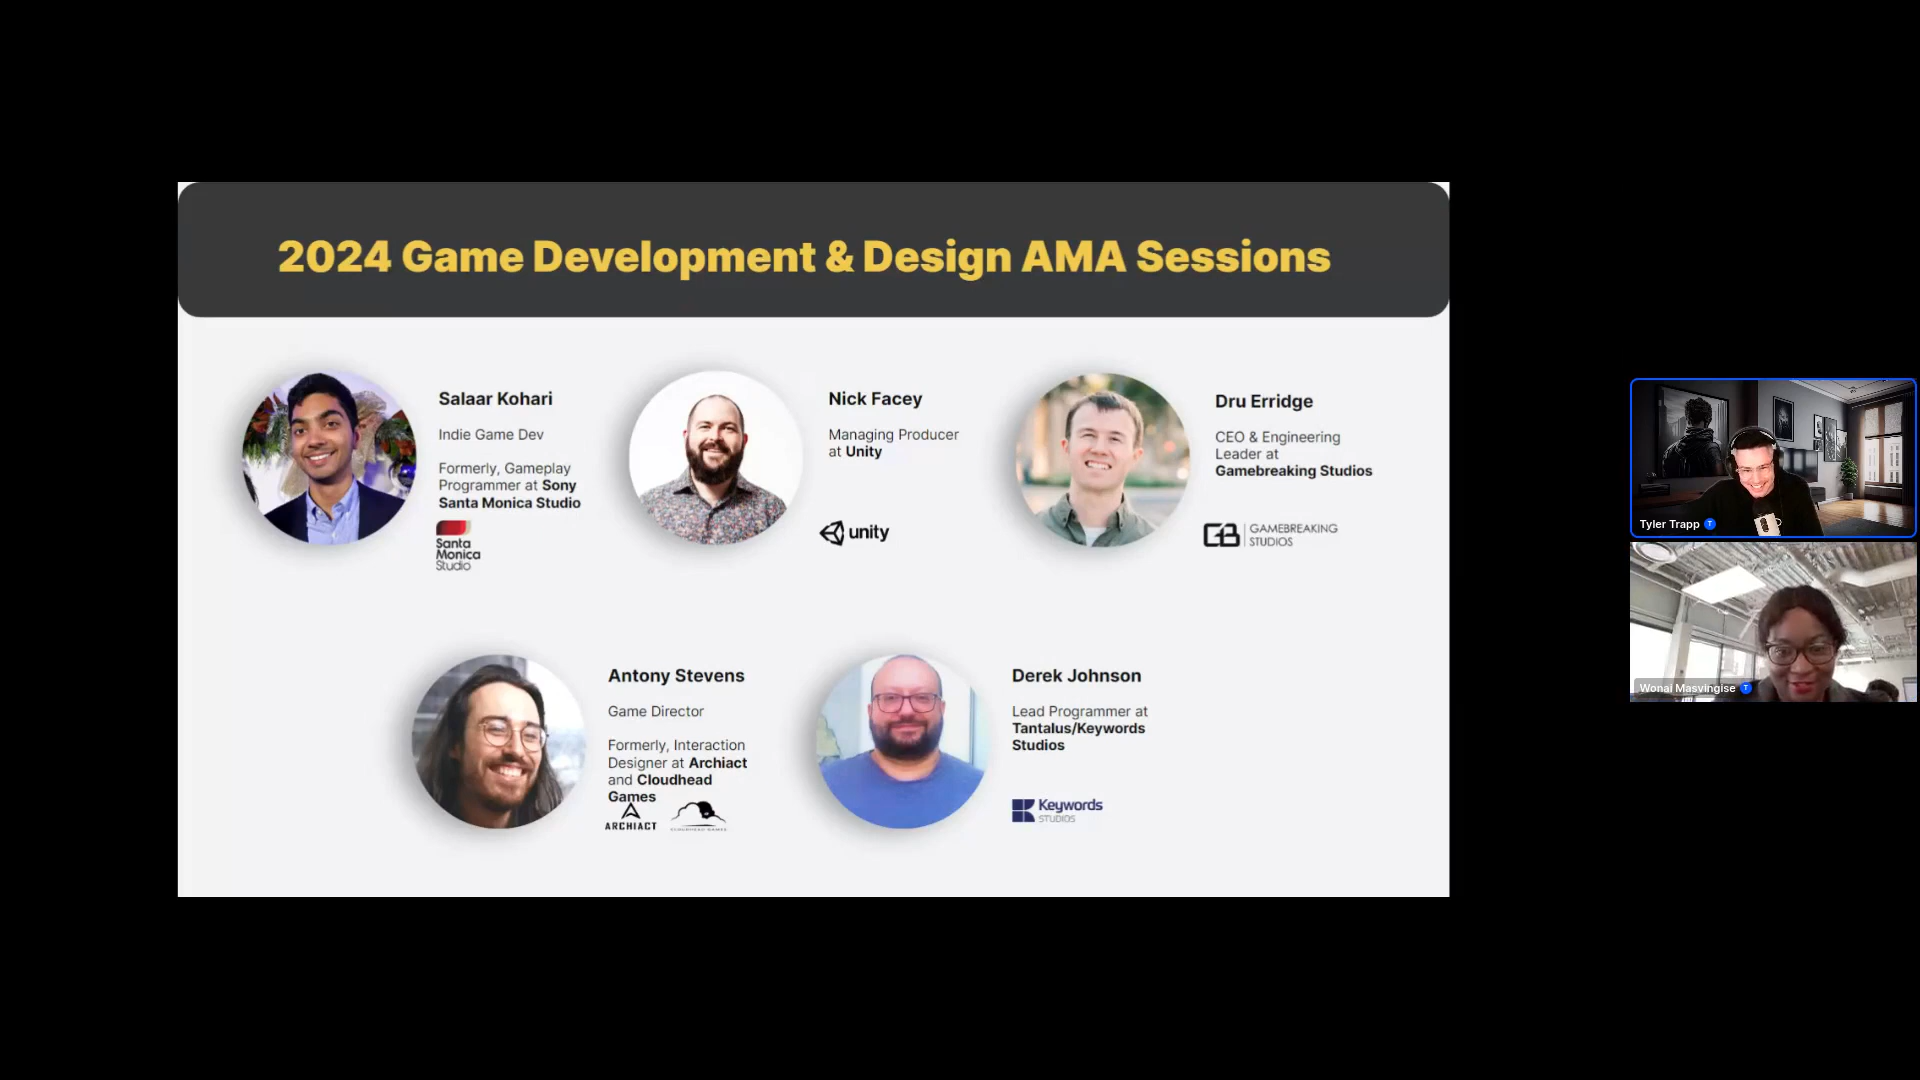 2024 Game Development & Design AMA Sessions
Salaar Kohari
Indie Game Dev
Formerly, Gameplay
Programmer at Sony
Santa Monica Studio
Santa
Monica
Studio
Nick Facey
Managing Producer
at Unity
unity
Dru Erridge
CEO & Engineering
Leader at
Gamebreaking Studios
GB
GAMEBREAKING
STUDIOS
Antony Stevens
Game Director
Formerly, Interaction
Designer at Archiact
and Cloudhead
Games
ARCHIACT
CLOUDHEAD GAMES
Derek Johnson
Lead Programmer at
Tantalus/Keywords
Studios
Keywords
STUDIOS
Tyler Trapp T
Wonai Masvingise T